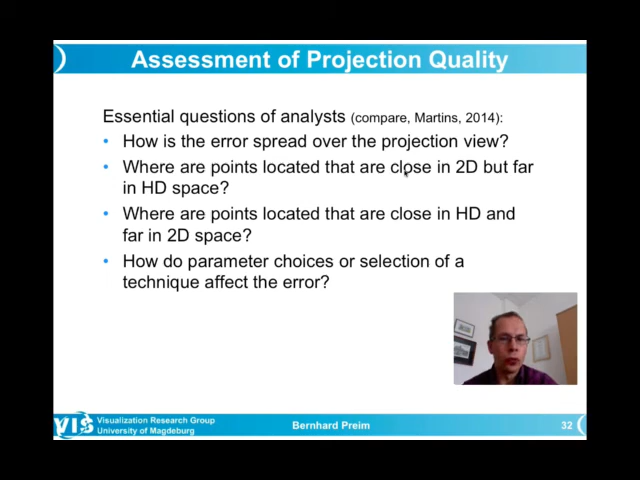 Assessment of Projection Quality
Essential questions of analysts (compare, Martins, 2014):
• How is the error spread over the projection view?
• Where are points located that are close in 2D but far
in HD space?
• Where are points located that are close in HD and
far in 2D space?
• How do parameter choices or selection of a
technique affect the error?
VIS
Visualization Research Group
University of Magdeburg
Bernhard Preim
32